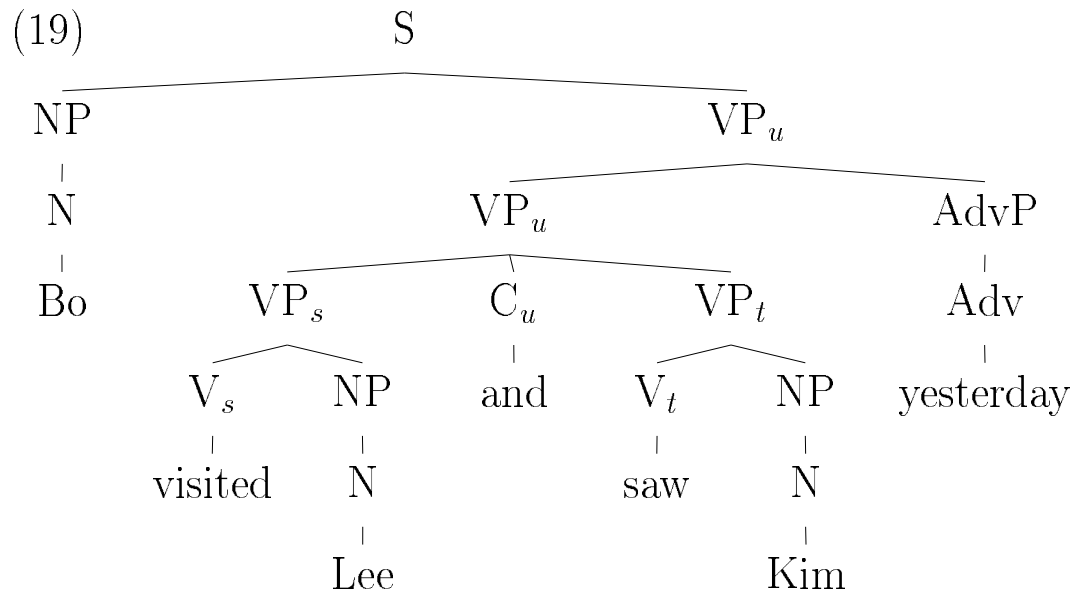 (19) S
NP VP_u
N VP_u AdvP
Bo VP_s C_u VP_t Adv
V_s NP and V_t NP yesterday
visited N saw N
Lee Kim